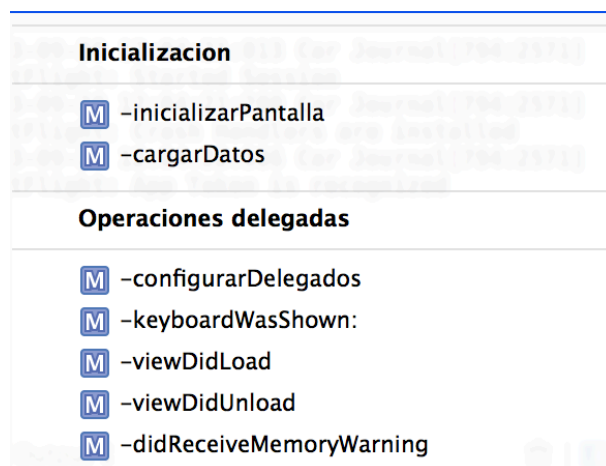 Inicializacion
M -inicializarPantalla
M -cargarDatos
Operaciones delegadas
M -configurarDelegados
M -keyboardWasShown:
M -viewDidLoad
M -viewDidUnload
M -didReceiveMemoryWarning